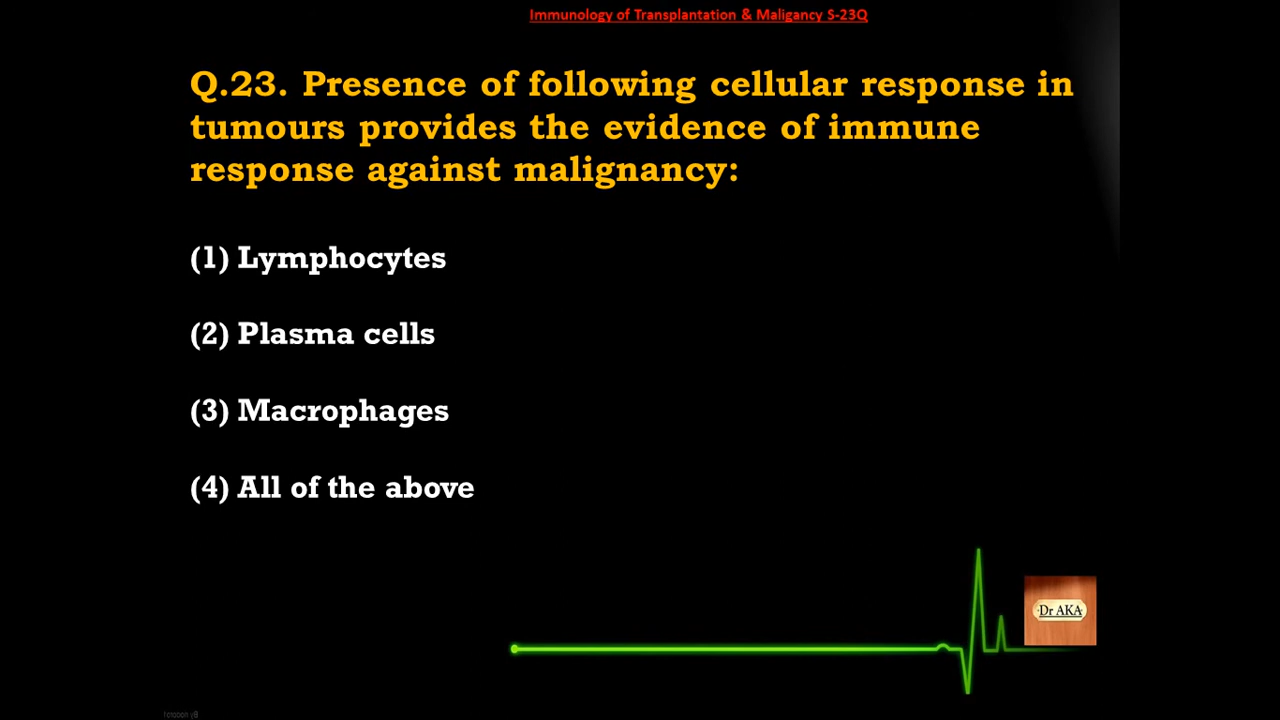 Immunology of Transplantation & Maligancy S-23Q
Q.23. Presence of following cellular response in
tumours provides the evidence of immune
response against malignancy:
(1) Lymphocytes
(2) Plasma cells
(3) Macrophages
(4) All of the above
Dr AKA